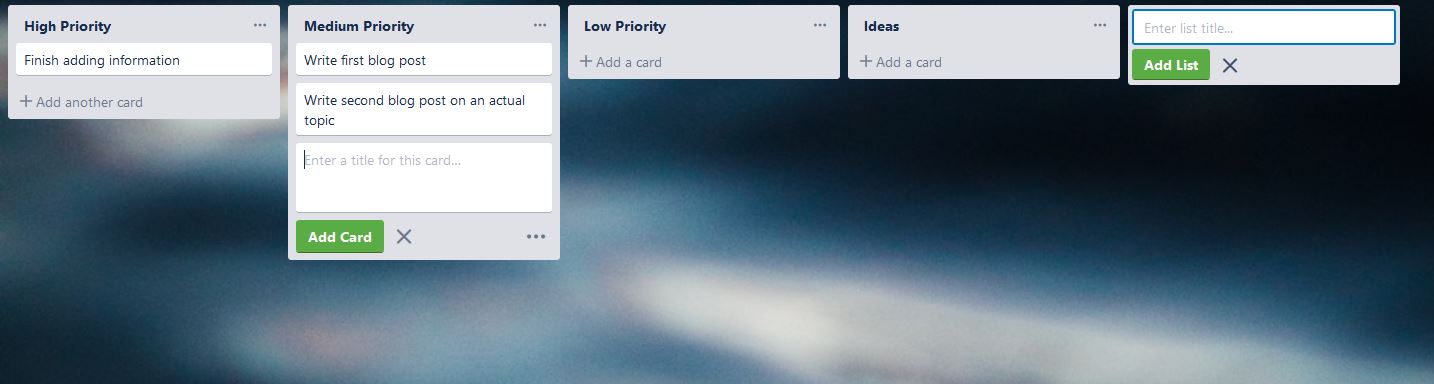 High Priority
Finish adding information
+ Add another card
Medium Priority
Write first blog post
Write second blog post on an actual
topic
Enter a title for this card...
Add Card
Low Priority
+ Add a card
Ideas
+ Add a card
Enter list title...
Add List